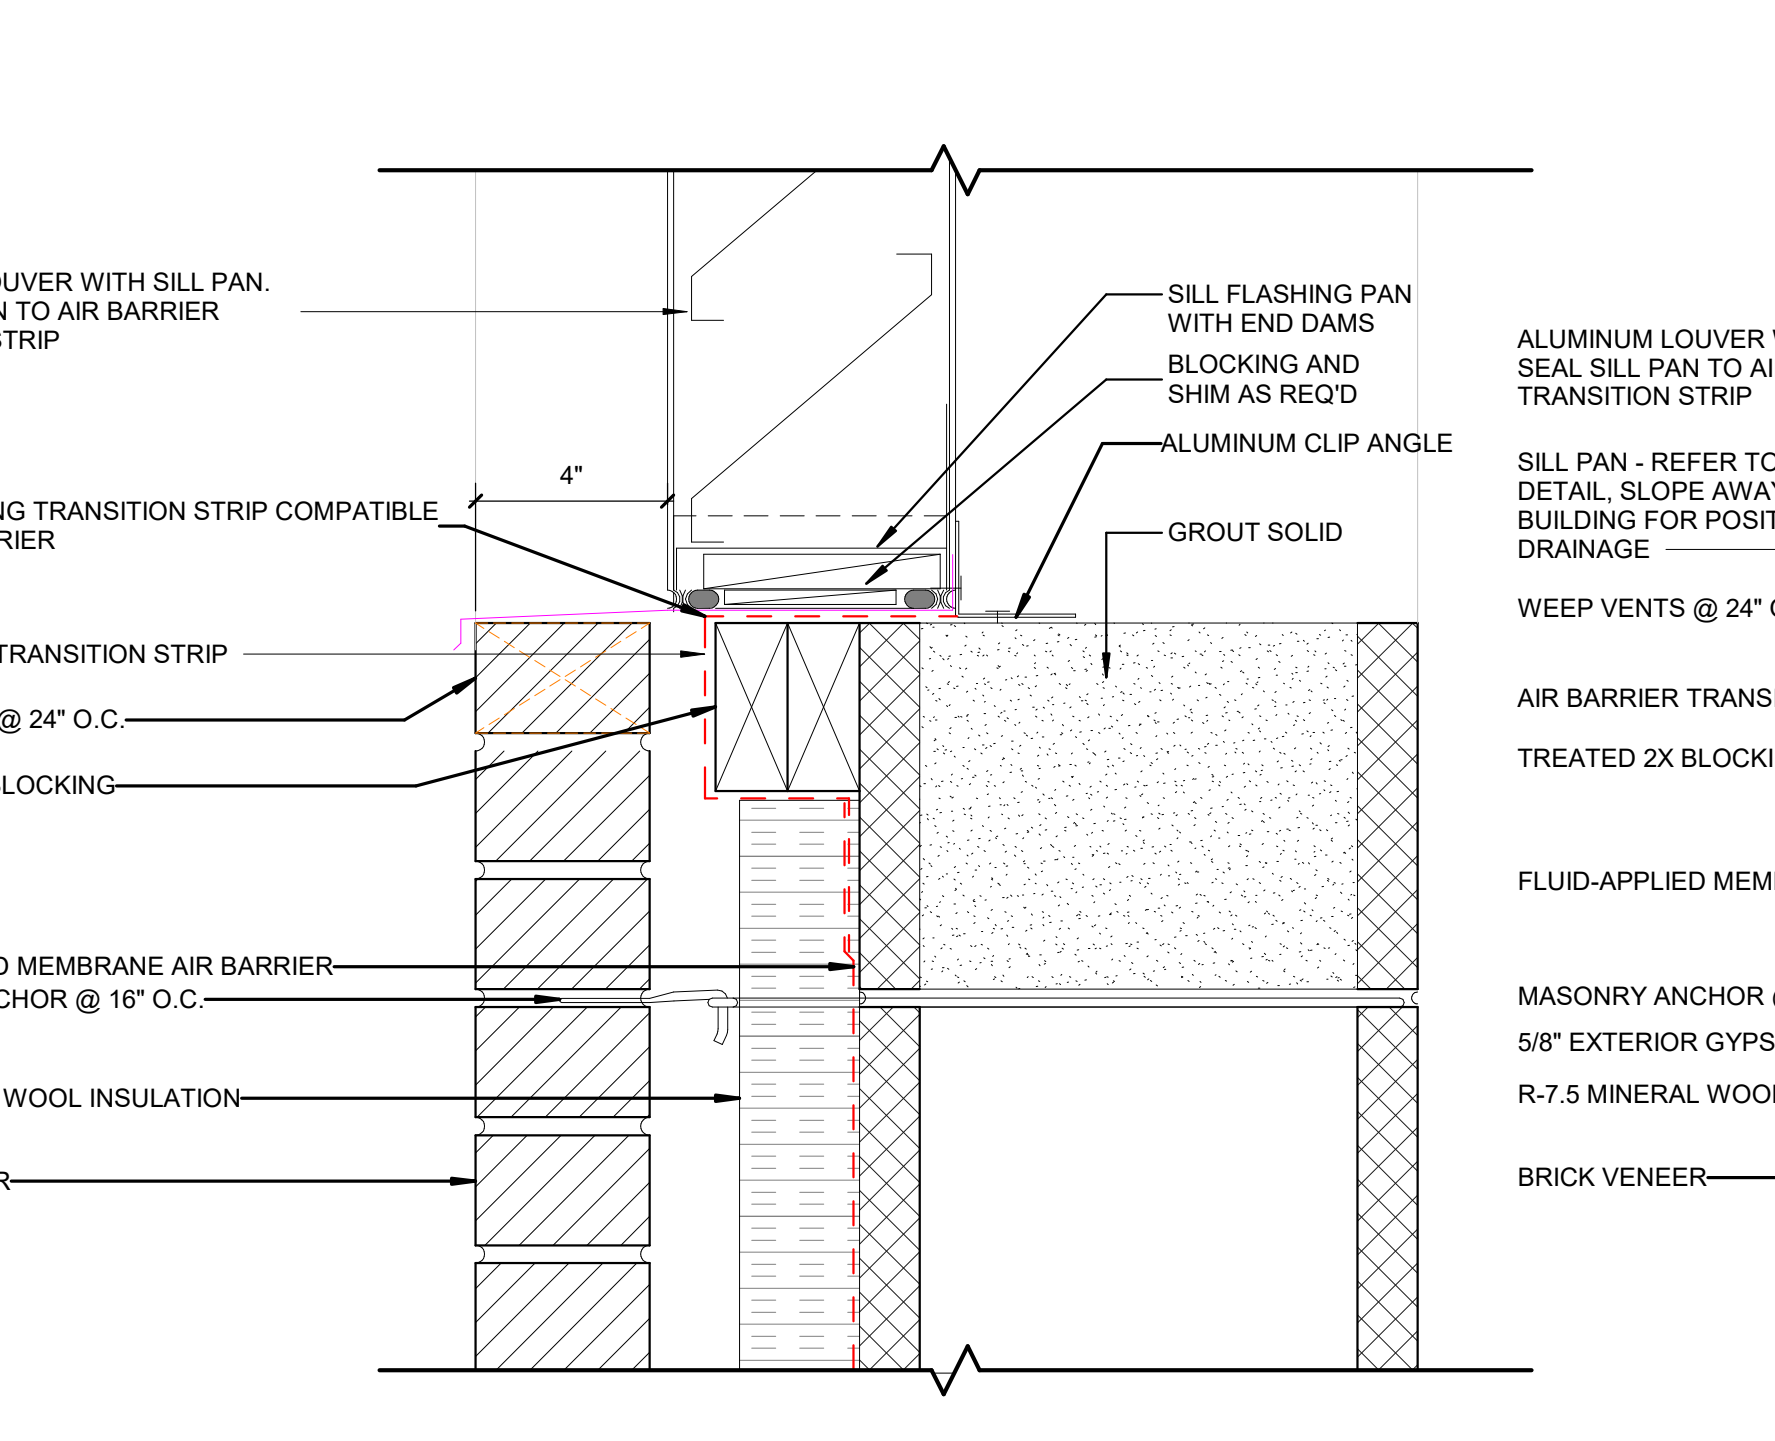 OUVER WITH SILL PAN.
N TO AIR BARRIER
STRIP
4"
NG TRANSITION STRIP COMPATIBLE
RIER
TRANSITION STRIP
@ 24" O.C.
BLOCKING
D MEMBRANE AIR BARRIER
CHOR @ 16" O.C.
WOOL INSULATION
R
SILL FLASHING PAN
WITH END DAMS
BLOCKING AND
SHIM AS REQ'D
ALUMINUM CLIP ANGLE
GROUT SOLID
ALUMINUM LOUVER W
SEAL SILL PAN TO AI
TRANSITION STRIP
SILL PAN - REFER TO
DETAIL, SLOPE AWAY
BUILDING FOR POSIT
DRAINAGE
WEEP VENTS @ 24" O
AIR BARRIER TRANSI
TREATED 2X BLOCKI
FLUID-APPLIED MEM
MASONRY ANCHOR @
5/8" EXTERIOR GYPS
R-7.5 MINERAL WOOL
BRICK VENEER